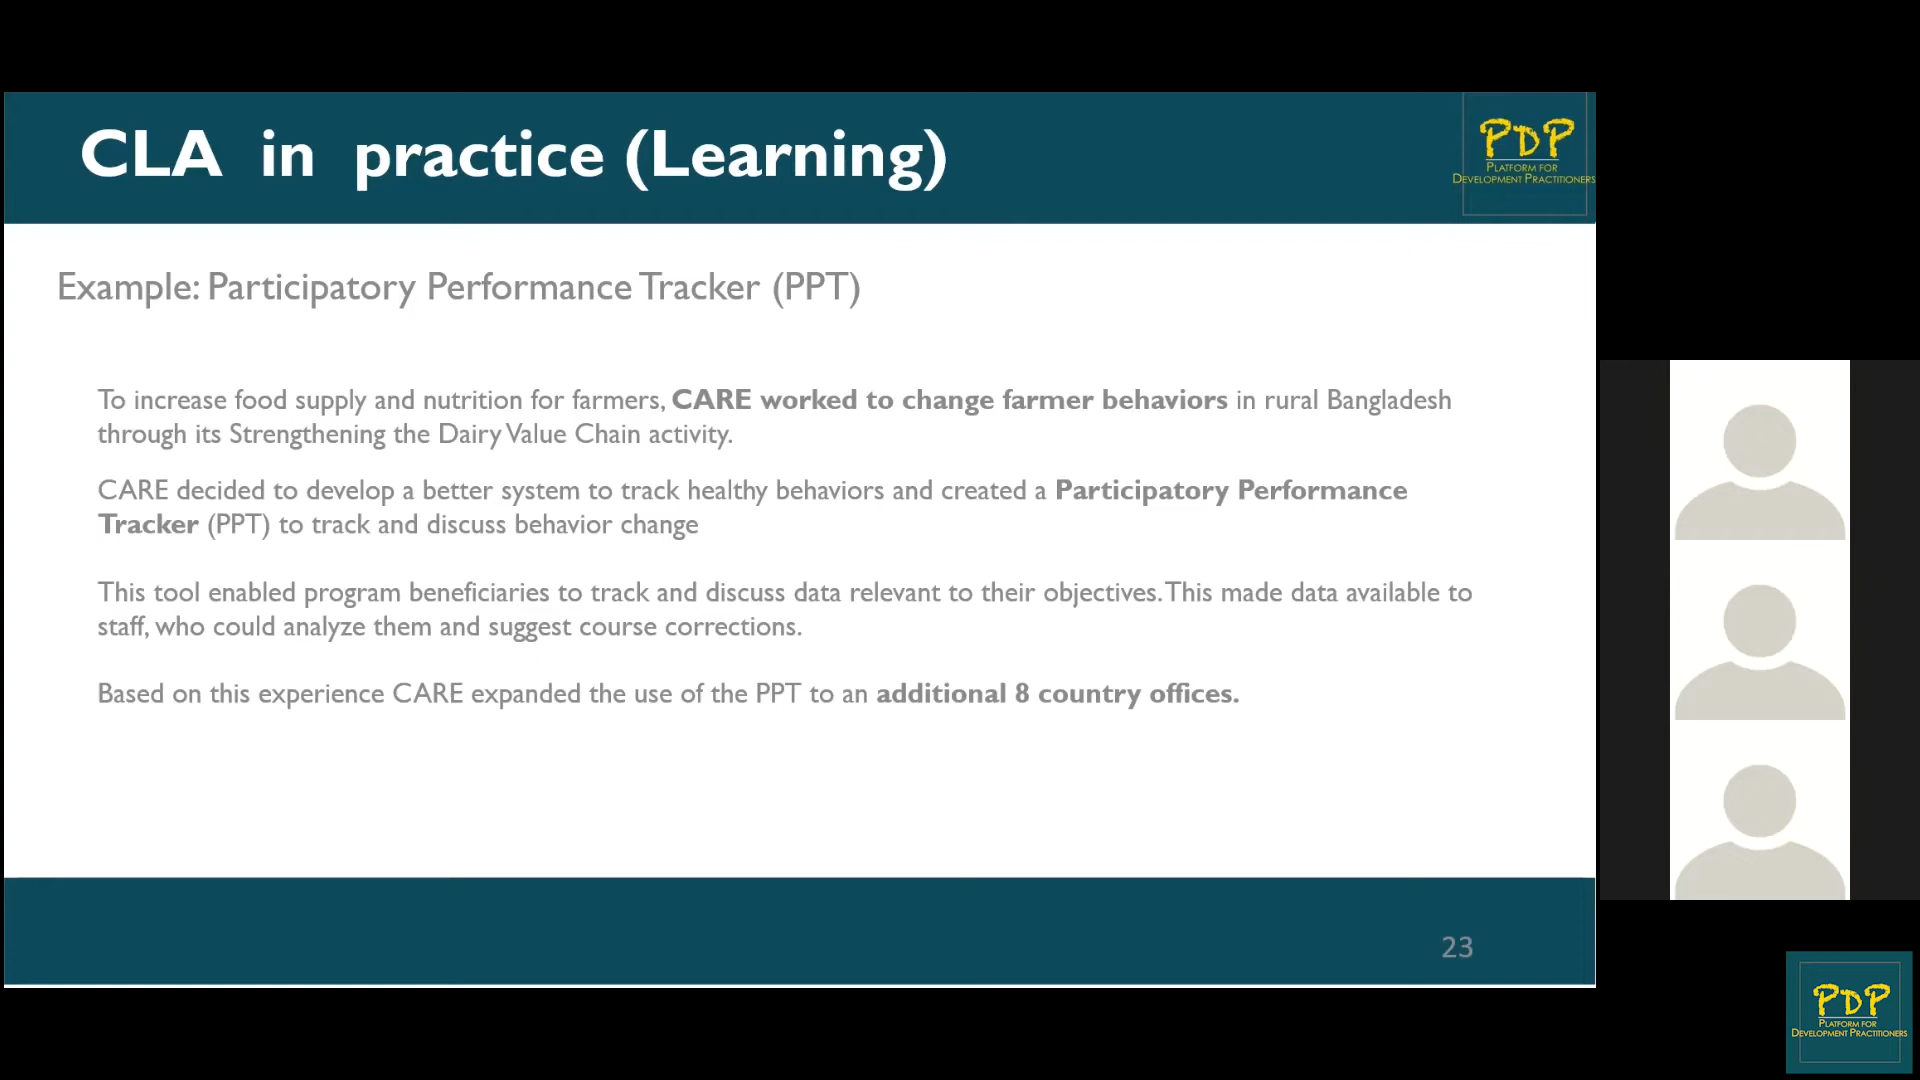 CLA in practice (Learning)
PDP
PLATFORM FOR
DEVELOPMENT PRACTITIONERS
Example: Participatory Performance Tracker (PPT)
To increase food supply and nutrition for farmers, CARE worked to change farmer behaviors in rural Bangladesh
through its Strengthening the Dairy Value Chain activity.
CARE decided to develop a better system to track healthy behaviors and created a Participatory Performance
Tracker (PPT) to track and discuss behavior change
This tool enabled program beneficiaries to track and discuss data relevant to their objectives. This made data available to
staff, who could analyze them and suggest course corrections.
Based on this experience CARE expanded the use of the PPT to an additional 8 country offices.
23
PDP
PLATFORM FOR
DEVELOPMENT PRACTITIONERS